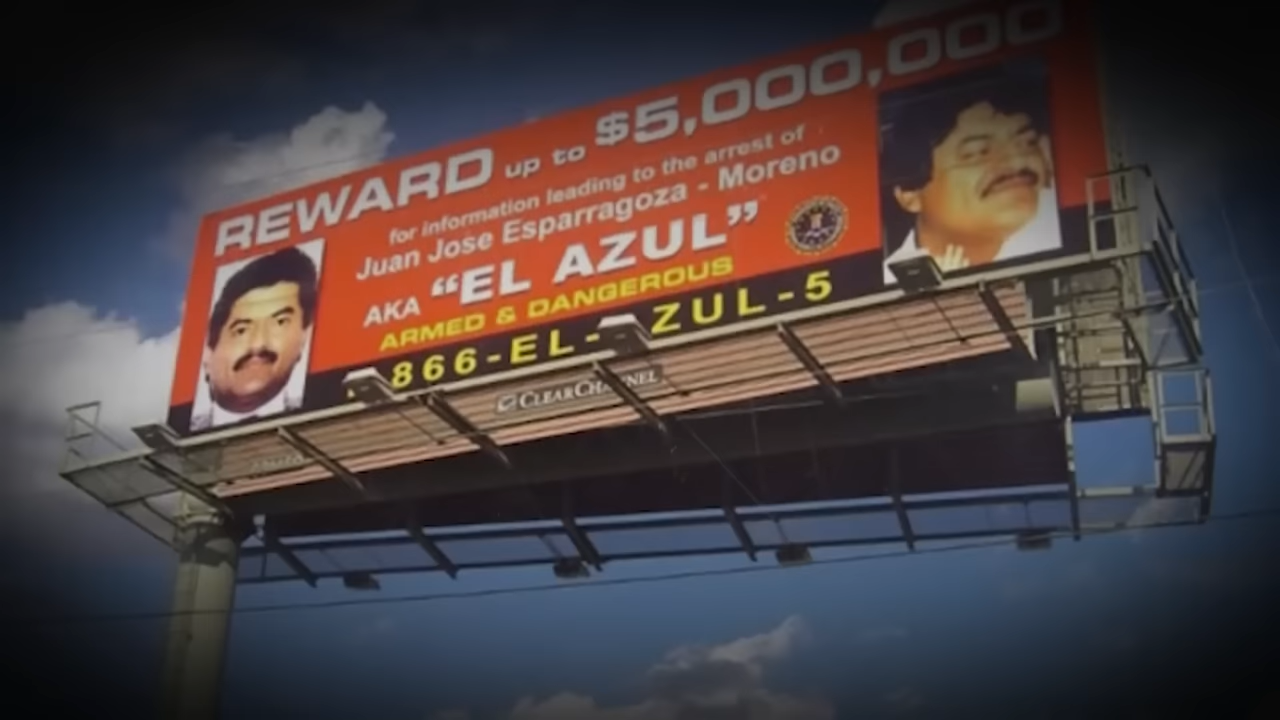 REWARD up to $5,000,000
for information leading to the arrest of
Juan Jose Esparragoza - Moreno
AKA “EL AZUL”
ARMED & DANGEROUS
866-EL- ZUL-5
CLEARCHANNEL